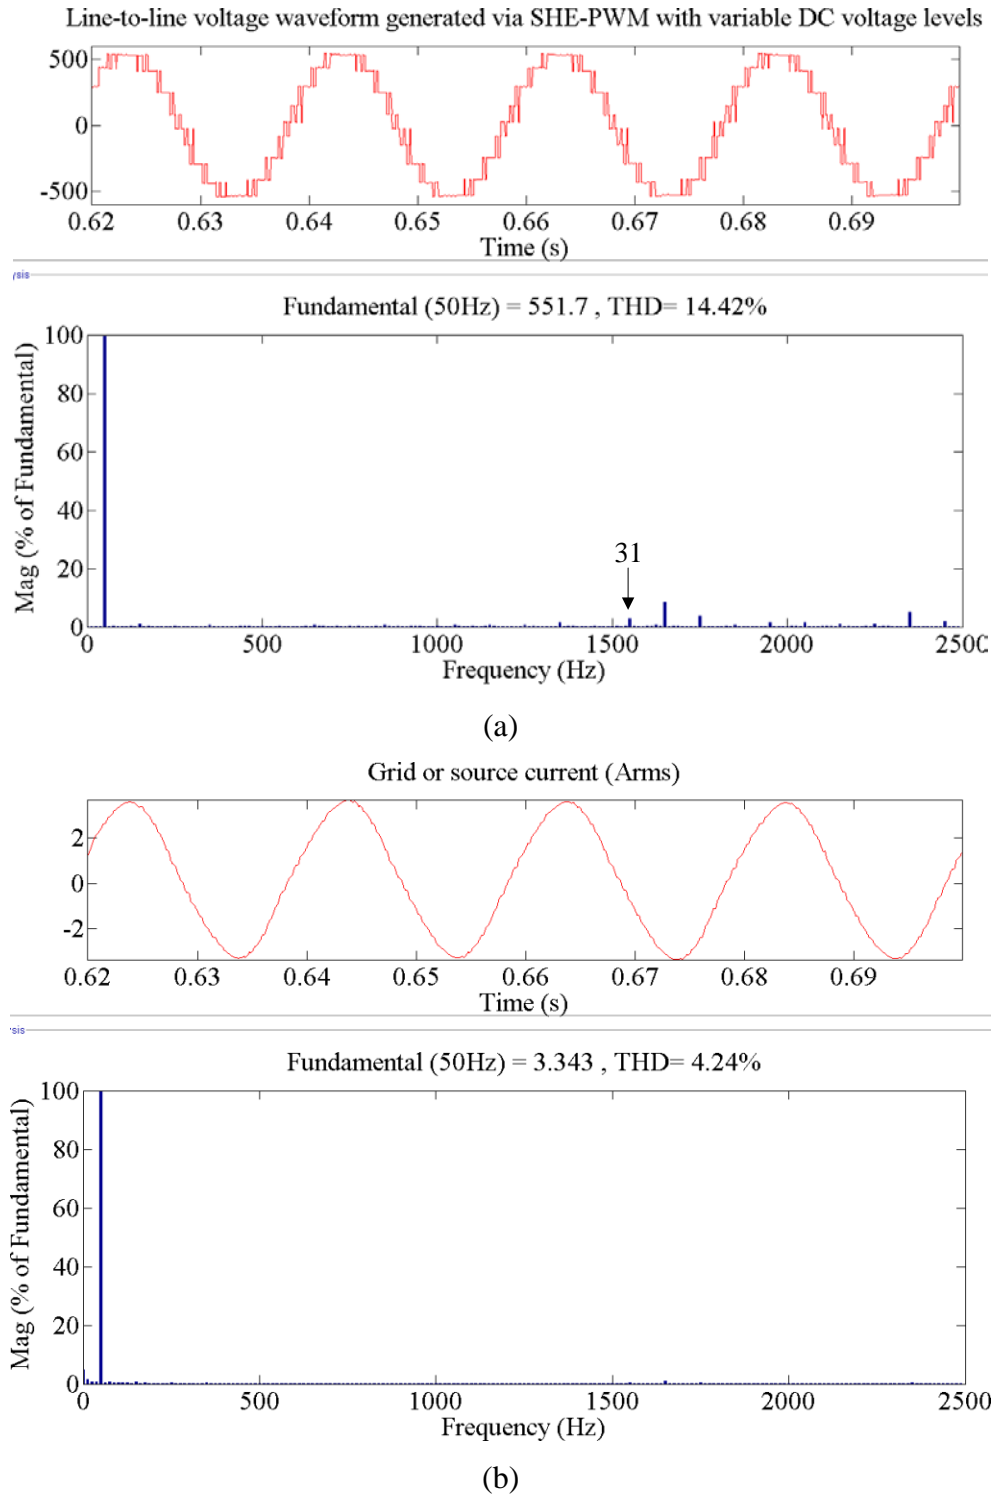 Line-to-line voltage waveform generated via SHE-PWM with variable DC voltage levels
500
0
-500
0.62 0.63 0.64 0.65 0.66 0.67 0.68 0.69
Time (s)
ysis
Fundamental (50Hz) = 551.7 , THD= 14.42%
Mag (% of Fundamental)
100
80
60
40
20
0
31
0 500 1000 1500 2000 2500
Frequency (Hz)
(a)
Grid or source current (Arms)
2
0
-2
0.62 0.63 0.64 0.65 0.66 0.67 0.68 0.69
Time (s)
sis
Fundamental (50Hz) = 3.343 , THD= 4.24%
Mag (% of Fundamental)
100
80
60
40
20
0
0 500 1000 1500 2000 2500
Frequency (Hz)
(b)